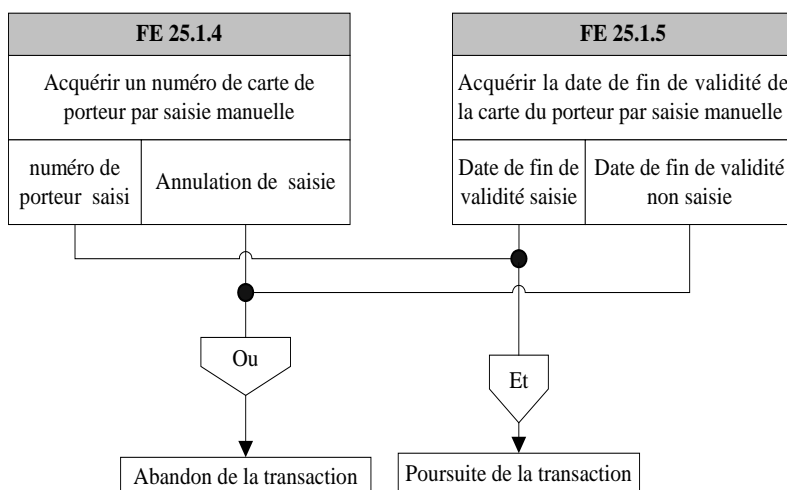 FE 25.1.4
Acquérir un numéro de carte de
porteur par saisie manuelle
numéro de
porteur saisi
Annulation de saisie
FE 25.1.5
Acquérir la date de fin de validité de
la carte du porteur par saisie manuelle
Date de fin de
validité saisie
Date de fin de validité
non saisie
Ou
Et
Abandon de la transaction
Poursuite de la transaction